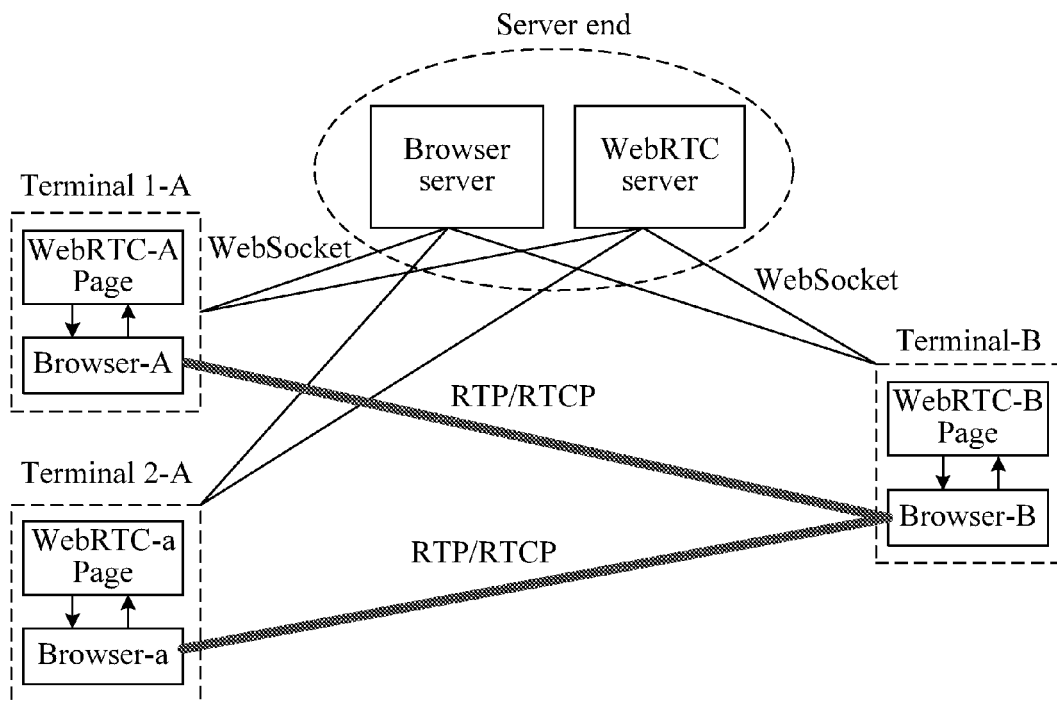 Server end
Browser
server
WebRTC
server
Terminal 1-A
WebRTC-A
Page
Browser-A
WebSocket
WebSocket
Terminal-B
WebRTC-B
Page
Browser-B
RTP/RTCP
Terminal 2-A
WebRTC-a
Page
Browser-a
RTP/RTCP